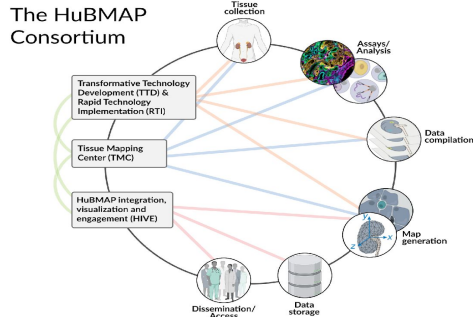 The HuBMAP
Consortium
Tissue
collection
Assays/
Analysis
Transformative Technology
Development (TTD) &
Rapid Technology
Implementation (RTI)
Data
compilation
Tissue Mapping
Center (TMC)
HuBMAP integration,
visualization and
engagement (HIVE)
y
x
z
Map
generation
Dissemination/
Access
Data
storage